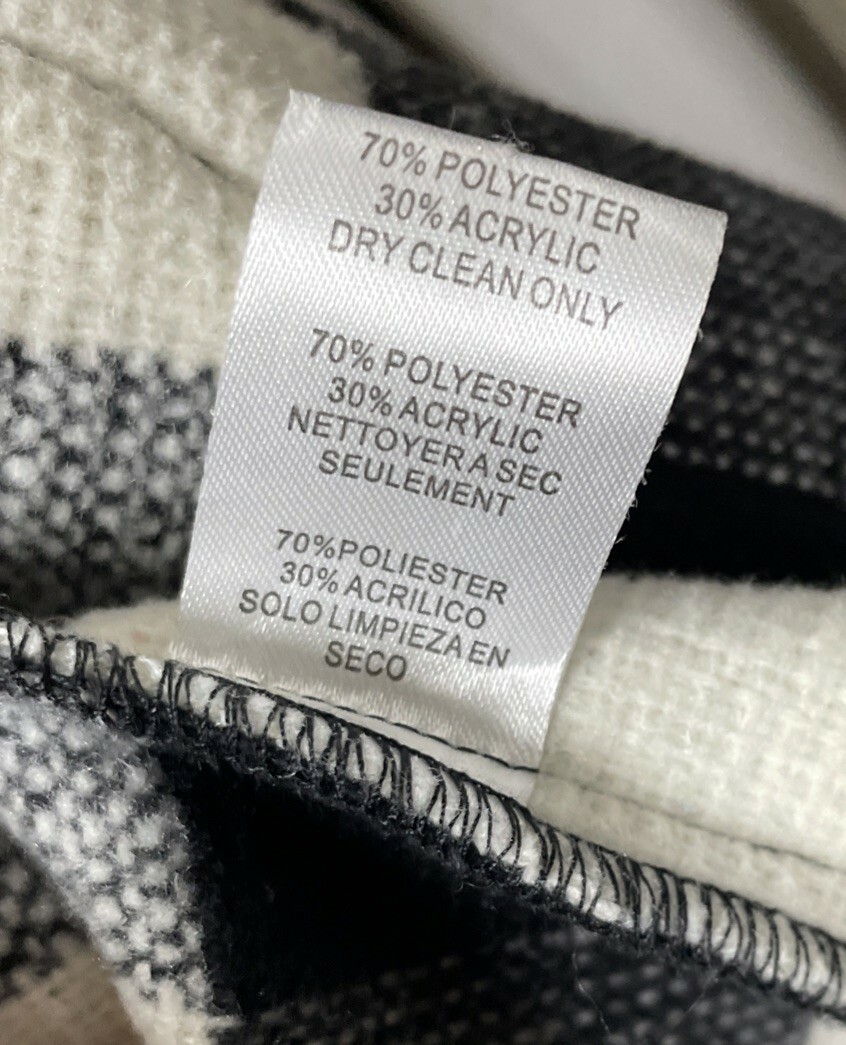 70% POLYESTER
30% ACRYLIC
DRY CLEAN ONLY
70% POLYESTER
30% ACRYLIC
NETTOYER A SEC
SEULEMENT
70%POLIESTER
30% ACRILICO
SOLO LIMPIEZA EN
SECO